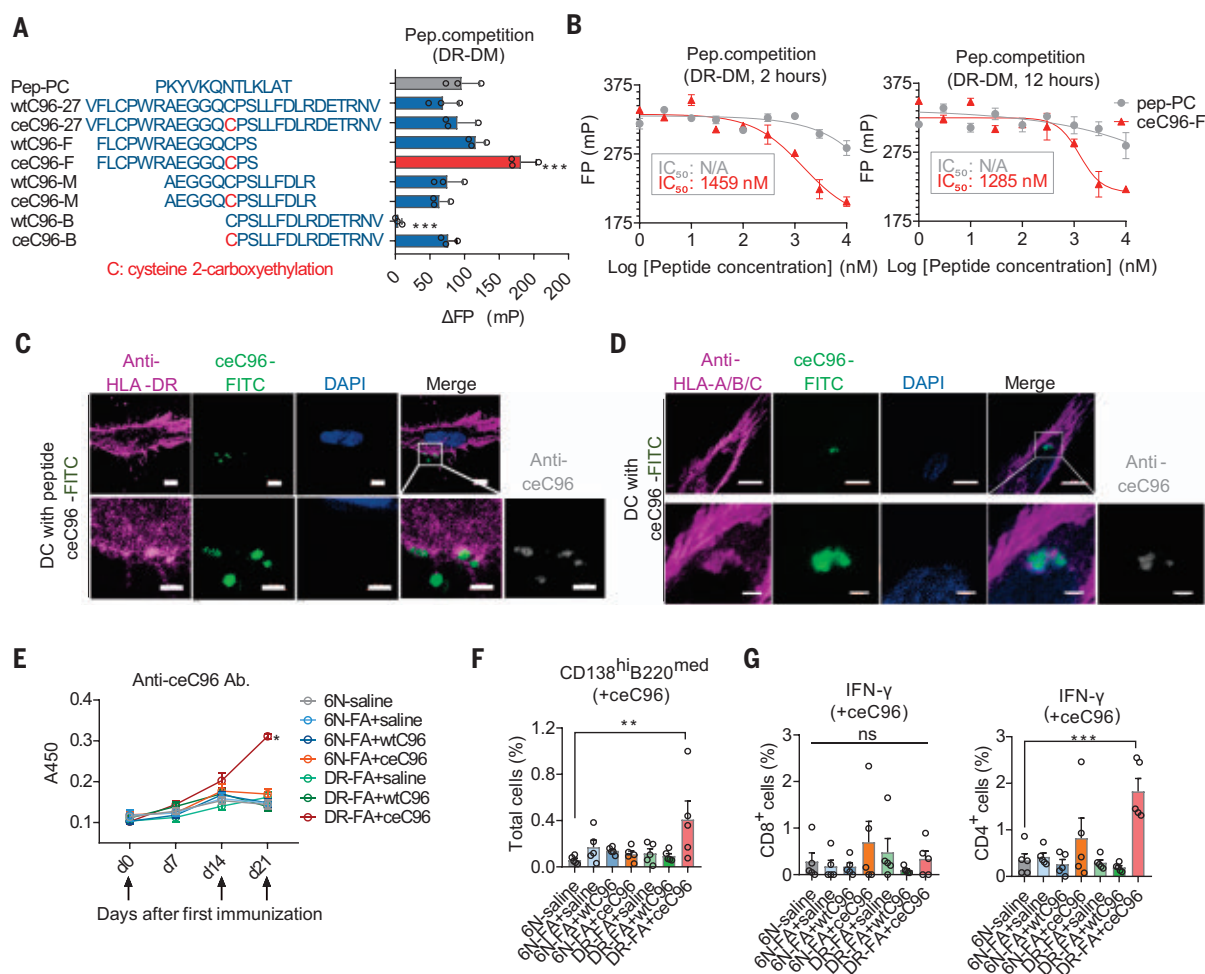 A
Pep.competition
(DR-DM)
Pep-PC PKYVKQNTLKLAT
wtC96-27 VFLCPWRAEGGQCPSLLFDLRDETRNV
ceC96-27 VFLCPWRAEGGQCPSLLFDLRDETRNV
wtC96-F FLCPWRAEGGQCPS
ceC96-F FLCPWRAEGGQCPS
***
wtC96-M AEGGQCPSLLFDLR
ceC96-M AEGGQCPSLLFDLR
wtC96-B CPSLLFDLRDETRNV
***
ceC96-B CPSLLFDLRDETRNV
C: cysteine 2-carboxyethylation
0 50 100 150 200 200
ΔFP (mP)
B
Pep.competition
(DR-DM, 2 hours)
375
275
175
FP (mP)
IC50: N/A
IC50: 1459 nM
0 1 2 3 4
Log [Peptide concentration] (nM)
Pep.competition
(DR-DM, 12 hours)
375
275
175
FP (mP)
pep-PC
ceC96-F
IC50: N/A
IC50: 1285 nM
0 1 2 3 4
Log [Peptide concentration] (nM)
C
Anti-
HLA-DR
ceC96-
FITC
DAPI
Merge
DC with peptide
ceC96-FITC
Anti-
ceC96
D
Anti-
HLA-A/B/C
ceC96-
FITC
DAPI
Merge
DC with
ceC96-FITC
Anti-
ceC96
E
Anti-ceC96 Ab.
0.4
0.3
0.2
0.1
A450
*
6N-saline
6N-FA+saline
6N-FA+wtC96
6N-FA+ceC96
DR-FA+saline
DR-FA+wtC96
DR-FA+ceC96
d0 d7 d14 d21
Days after first immunization
F
CD138hiB220med
(+ceC96)
1.2
0.8
0.4
0.0
Total cells (%)
**
6N-saline
6N-FA+saline
6N-FA+wtC96
6N-FA+ceC96
DR-FA+saline
DR-FA+wtC96
DR-FA+ceC96
G
IFN-γ
(+ceC96)
ns
4
3
2
1
0
CD8+ cells (%)
6N-saline
6N-FA+saline
6N-FA+wtC96
6N-FA+ceC96
DR-FA+saline
DR-FA+wtC96
DR-FA+ceC96
IFN-γ
(+ceC96)
***
4
3
2
1
0
CD4+ cells (%)
6N-saline
6N-FA+saline
6N-FA+wtC96
6N-FA+ceC96
DR-FA+saline
DR-FA+wtC96
DR-FA+ceC96